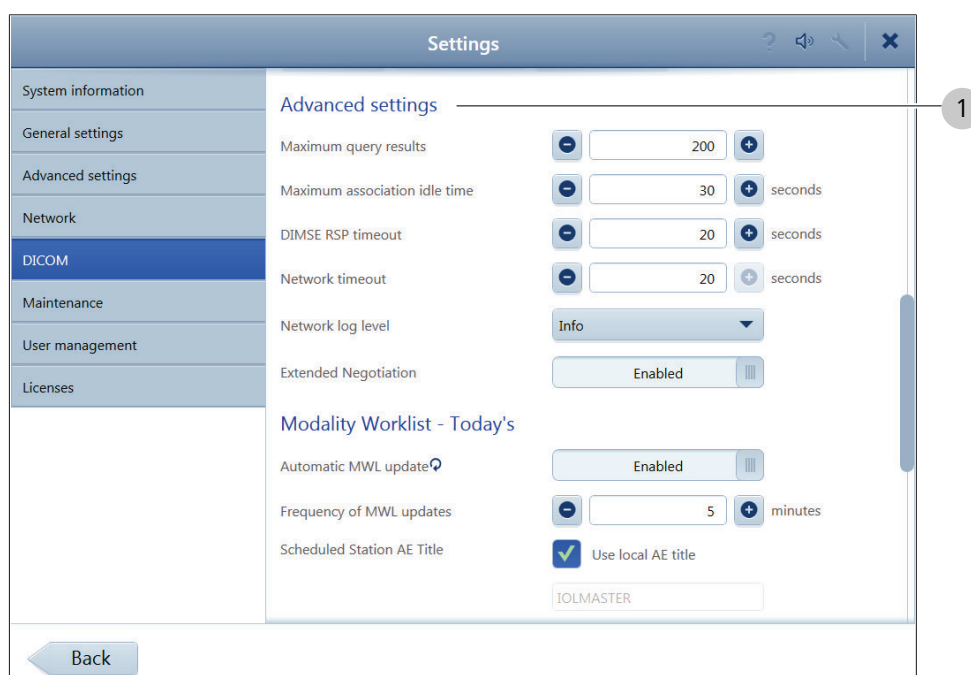 Settings
?
System information
General settings
Advanced settings
Network
DICOM
Maintenance
User management
Licenses
Advanced settings
1
Maximum query results 200
Maximum association idle time 30 seconds
DIMSE RSP timeout 20 seconds
Network timeout 20 seconds
Network log level Info
Extended Negotiation Enabled
Modality Worklist - Today's
Automatic MWL update Enabled
Frequency of MWL updates 5 minutes
Scheduled Station AE Title Use local AE title
IOLMASTER
Back